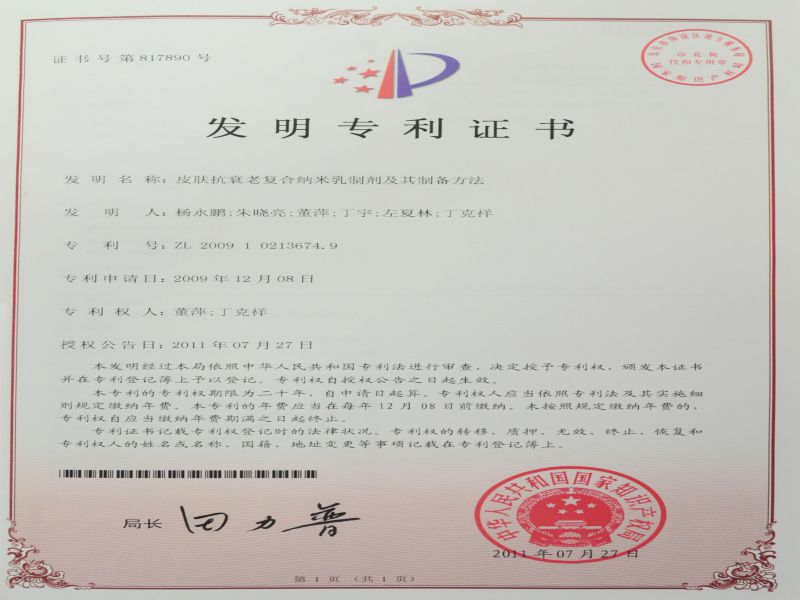 证书号第817890号
印花税
代扣专用章
发明专利证书
发 明 名 称：皮肤抗衰老复合纳米乳制剂及其制备方法
发 明 人：杨永鹏;朱晓亮;董萍;丁宇;左夏林;丁克祥
专 利 号：ZL 2009 1 0213674.9
专利申请日：2009年12月08日
专 利 权 人：董萍;丁克祥
授权公告日：2011年07月27日
本发明经过本局依照中华人民共和国专利法进行审查，决定授予专利权，颁发本证书
并在专利登记簿上予以登记。专利权自授权公告之日起生效。
本专利的专利权期限为二十年，自申请日起算。专利权人应当依照专利法及其实施细
则规定缴纳年费。本专利的年费应当在每年12月08日前缴纳。未按照规定缴纳年费的，
专利权自应当缴纳年费期满之日起终止。
专利证书记载专利权登记时的法律状况。专利权的转移、质押、无效、终止、恢复和
专利权人的姓名或名称、国籍、地址变更等事项记载在专利登记簿上。
局长 田力普
中华人民共和国国家知识产权局
2011年07月27日
第1页（共1页）